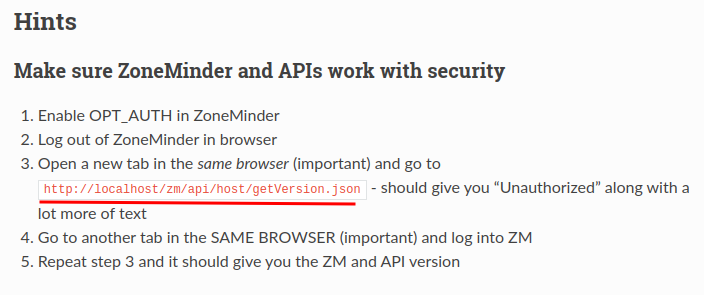 Hints
Make sure ZoneMinder and APIs work with security
1. Enable OPT_AUTH in ZoneMinder
2. Log out of ZoneMinder in browser
3. Open a new tab in the same browser (important) and go to
http://localhost/zm/api/host/getVersion.json - should give you “Unauthorized” along with a
lot more of text
4. Go to another tab in the SAME BROWSER (important) and log into ZM
5. Repeat step 3 and it should give you the ZM and API version